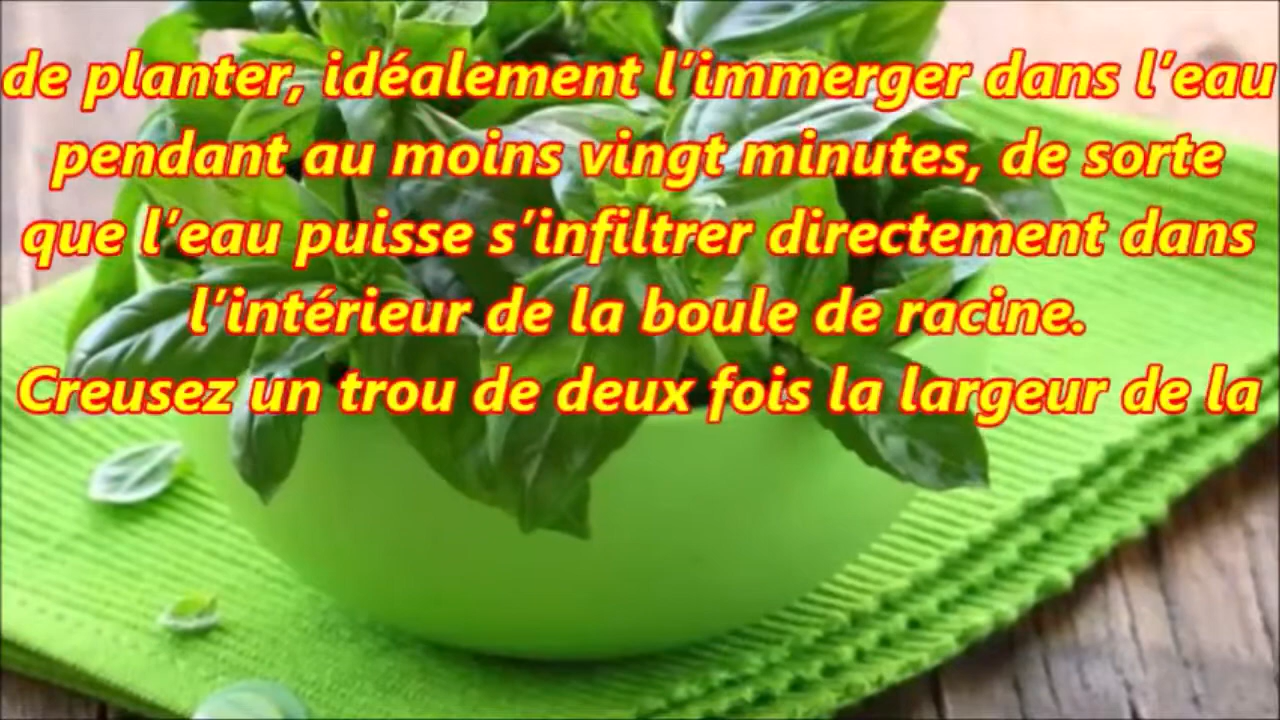 de planter, idéalement l’immerger dans l’eau
pendant au moins vingt minutes, de sorte
que l’eau puisse s’infiltrer directement dans
l’intérieur de la boule de racine.
Creusez un trou de deux fois la largeur de la